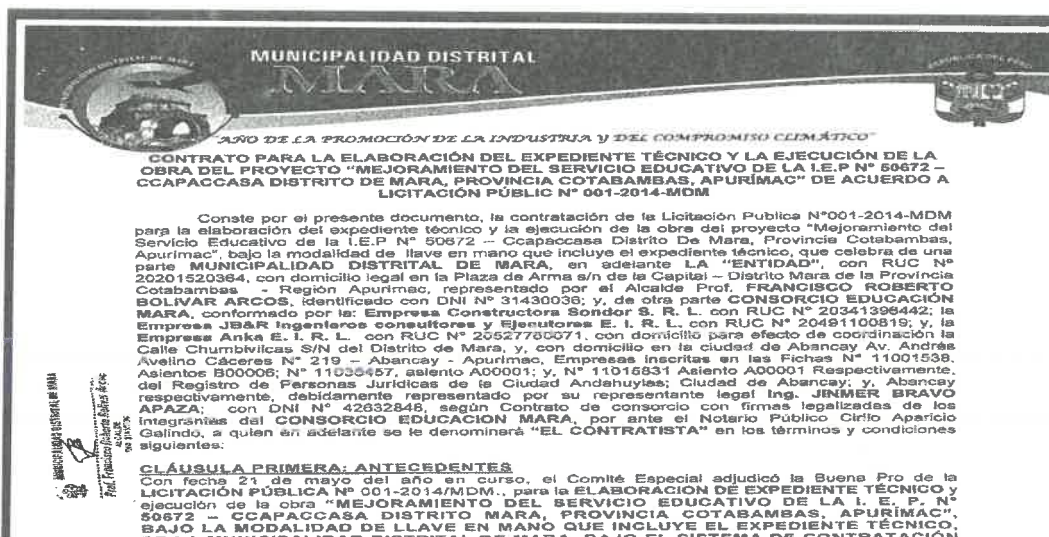 MUNICIPALIDAD DISTRITAL
MARA
"AÑO DE LA PROMOCIÓN DE LA INDUSTRIA Y DEL COMPROMISO CLIMÁTICO"
CONTRATO PARA LA ELABORACIÓN DEL EXPEDIENTE TÉCNICO Y LA EJECUCIÓN DE LA
OBRA DEL PROYECTO "MEJORAMIENTO DEL SERVICIO EDUCATIVO DE LA I.E.P N° 50672 –
CCAPACCASA DISTRITO DE MARA, PROVINCIA COTABAMBAS, APURÍMAC" DE ACUERDO A
LICITACIÓN PÚBLIC N° 001-2014-MDM
Conste por el presente documento, la contratación de la Licitación Publica N°001-2014-MDM
para la elaboración del expediente técnico y la ejecución de la obra del proyecto "Mejoramiento del
Servicio Educativo de la I.E.P N° 50672 – Ccapaccasa Distrito De Mara, Provincia Cotabambas,
Apurimac", bajo la modalidad de llave en mano que incluye el expediente técnico, que celebra de una
parte MUNICIPALIDAD DISTRITAL DE MARA, en adelante LA "ENTIDAD", con RUC N°
20201520364, con domicilio legal en la Plaza de Arma s/n de la Capital – Distrito Mara de la Provincia
Cotabambas – Región Apurimac, representado por el Alcalde Prof. FRANCISCO ROBERTO
BOLIVAR ARCOS, identificado con DNI N° 31430036; y, de otra parte CONSORCIO EDUCACIÓN
MARA, conformado por la: Empresa Constructora Sondor S. R. L. con RUC N° 20341398442; la
Empresa JB&R Ingenieros consultores y Ejecutores E. I. R. L. con RUC N° 20491100819; y, la
Empresa Anka E. I. R. L. con RUC N° con domicilio para efecto de coordinación la
Calle Chumbivilcas S/N del Distrito de Mara, y, con domicilio en la ciudad de Abancay Av. Andrés
Avelino Cáceres N° 219 – Abancay - Apurimac, Empresas Inscritas en las Fichas N° 11001538,
Asientos B00006; N° asiento A00001; y, N° 11015831 Asiento A00001 Respectivamente,
del Registro de Personas Jurídicas de la Ciudad Andahuylas; Ciudad de Abancay; y, Abancay
respectivamente, debidamente representado por su representante legal Ing. JINMER BRAVO
APAZA; con DNI N° 42632846, según Contrato de consorcio con firmas legalizadas de los
integrantes del CONSORCIO EDUCACIÓN MARA, por ante el Notario Público Cirilo Aparicio
Galindo, a quien en adelante se le denominará "EL CONTRATISTA" en los términos y condiciones
siguientes:
MUNICIPALIDAD DISTRITAL DE MARA
Prof. Francisco Roberto Bolivar Arcos
ALCALDE
CLÁUSULA PRIMERA: ANTECEDENTES
Con fecha 21 de mayo del año en curso, el Comité Especial adjudicó la Buena Pro de la
LICITACIÓN PÚBLICA N° 001-2014/MDM., para la ELABORACIÓN DE EXPEDIENTE TÉCNICO y
ejecución de la obra "MEJORAMIENTO DEL SERVICIO EDUCATIVO DE LA I. E. P. N°
50672 – CCAPACCASA DISTRITO MARA, PROVINCIA COTABAMBAS, APURÍMAC",
BAJO LA MODALIDAD DE LLAVE EN MANO QUE INCLUYE EL EXPEDIENTE TÉCNICO,
DE LA MUNICIPALIDAD DISTRITAL DE MARA, BAJO EL SISTEMA DE CONTRATACIÓN